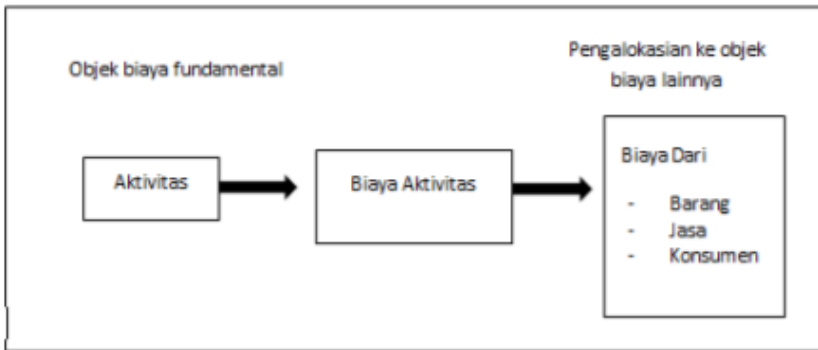 Objek biaya fundamental
Pengalokasian ke objek
biaya lainnya
Aktivitas
Biaya Aktivitas
Biaya Dari
- Barang
- Jasa
- Konsumen